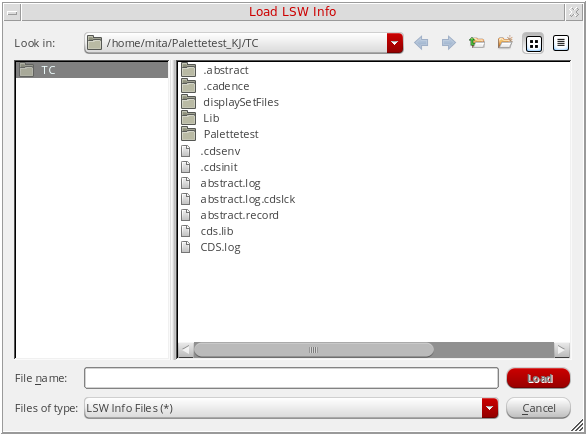 Load LSW Info
Look in: /home/mita/Palettetest_KJ/TC
TC
.abstract
.cadence
displaySetFiles
Lib
Palettetest
.cdsenv
.cdsinit
abstract.log
abstract.log.cdslck
abstract.record
cds.lib
CDS.log
File name: Load
Files of type: LSW Info Files (*) Cancel